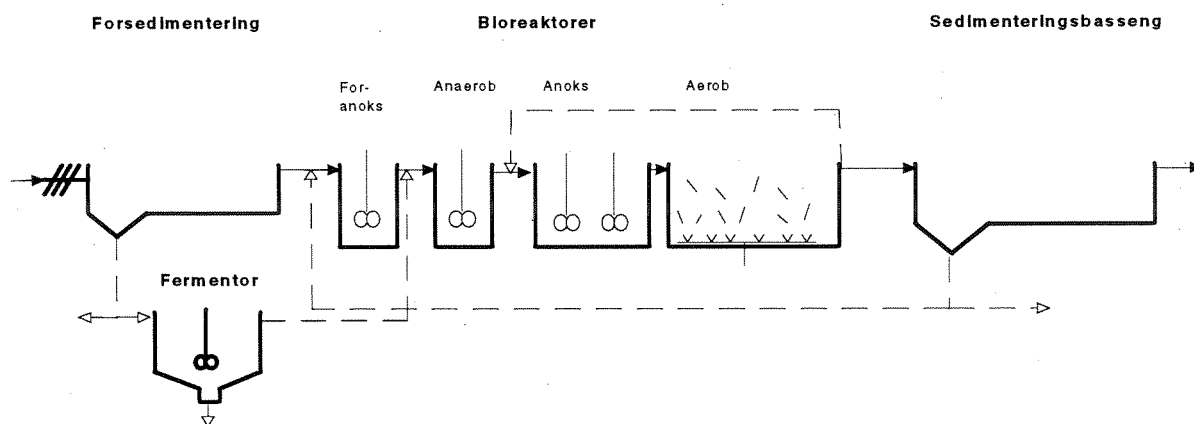 Forsedimentering
Bioreaktorer
Sedimenteringsbasseng
For-
anoks
Anaerob
Anoks
Aerob
Fermentor